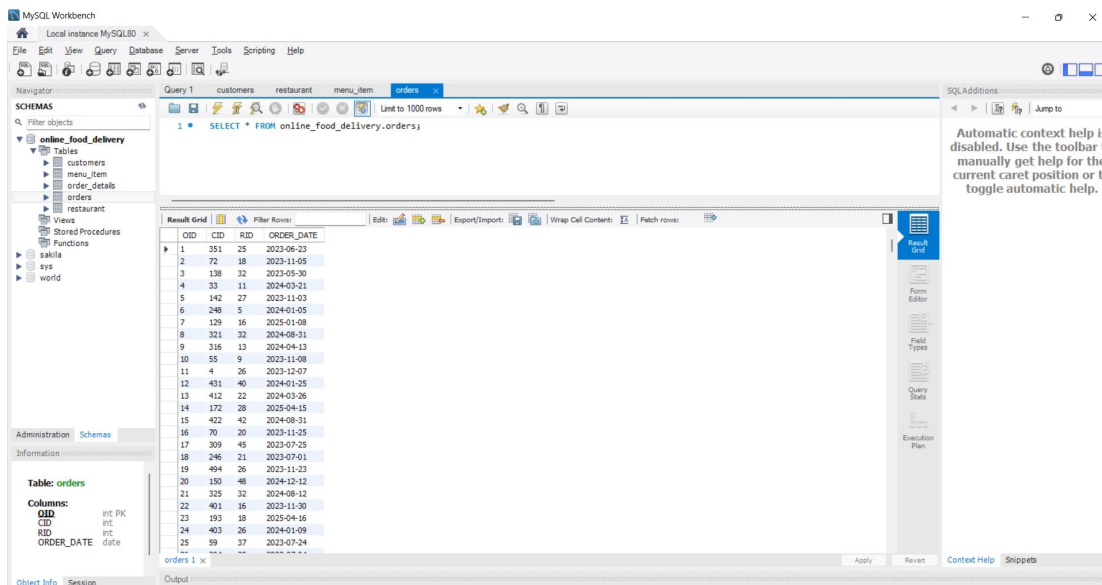 MySQL Workbench
Local instance MySQL80
File Edit View Query Database Server Tools Scripting Help
Navigator
SCHEMAS
Filter objects
online_food_delivery
Tables
customers
menu_item
order_details
orders
restaurant
Views
Stored Procedures
Functions
sakila
sys
world
Administration Schemas
Information
Table: orders
Columns:
OID int PK
CID int
RID int
ORDER_DATE date
Object Info Session
Query 1 customers restaurant menu_item orders
Limit to 1000 rows
1 SELECT * FROM online_food_delivery.orders;
Result Grid Filter Rows: Edit: Export/Import: Wrap Cell Content: Fetch rows:
OID CID RID ORDER_DATE
1 351 25 2023-06-23
2 72 18 2023-11-05
3 138 32 2023-05-30
4 33 11 2024-03-21
5 142 27 2023-11-03
6 248 5 2024-01-05
7 129 16 2025-01-08
8 321 32 2024-08-31
9 316 13 2024-04-13
10 55 9 2023-11-08
11 4 26 2023-12-07
12 431 40 2024-01-25
13 412 22 2024-03-26
14 172 28 2025-04-15
15 422 42 2024-08-31
16 70 20 2023-11-25
17 309 45 2023-07-25
18 246 21 2023-07-01
19 494 26 2023-11-23
20 150 48 2024-12-12
21 325 32 2024-08-12
22 401 16 2023-11-30
23 193 18 2025-04-16
24 403 26 2024-01-09
25 59 37 2023-07-24
orders 1
Apply Revert
Output
Result
Grid
Form
Editor
Field
Types
Query
Stats
Execution
Plan
SQLAdditions
Jump to
Automatic context help is
disabled. Use the toolbar
manually get help for the
current caret position or
toggle automatic help.
Context Help Snippets